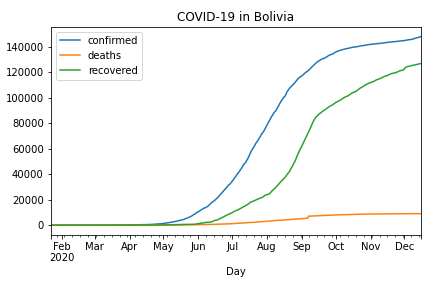 COVID-19 in Bolivia
confirmed
deaths
recovered
140000
120000
100000
80000
60000
40000
20000
0
Feb Mar Apr May Jun Jul Aug Sep Oct Nov Dec
2020
Day